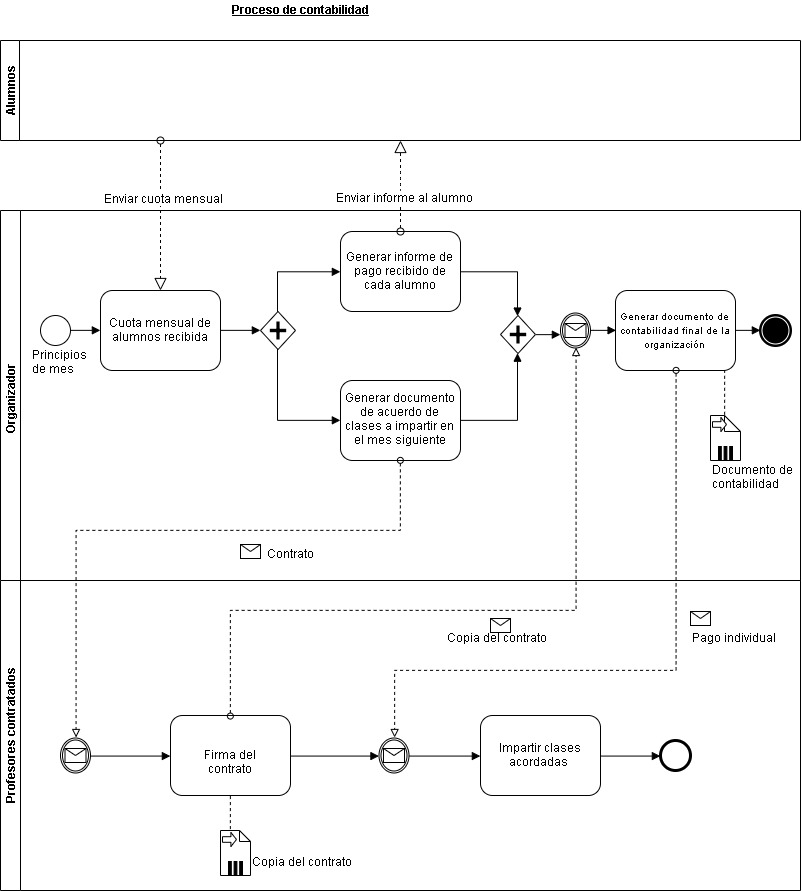 Proceso de contabilidad
Alumnos
Enviar cuota mensual
Enviar informe al alumno
Organizador
Principios
de mes
Cuota mensual de
alumnos recibida
Generar informe de
pago recibido de
cada alumno
Generar documento
de acuerdo de
clases a impartir en
el mes siguiente
Generar documento de
contabilidad final de la
organización
Documento de
contabilidad
Contrato
Copia del contrato
Pago individual
Profesores contratados
Firma del
contrato
Impartir clases
acordadas
Copia del contrato